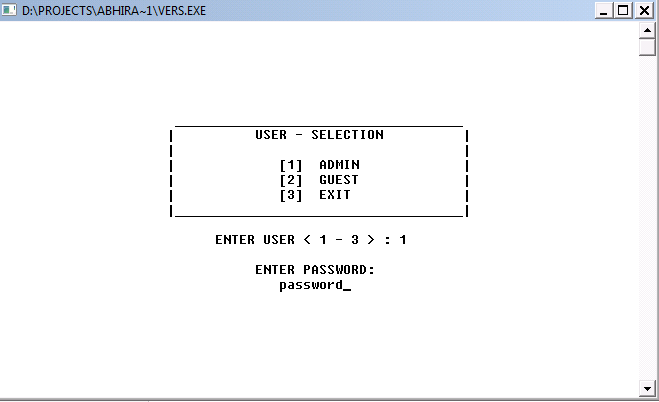 D:\PROJECTS\ABHIRA~1\VERS.EXE
USER - SELECTION
[1] ADMIN
[2] GUEST
[3] EXIT
ENTER USER < 1 - 3 > : 1
ENTER PASSWORD:
password_